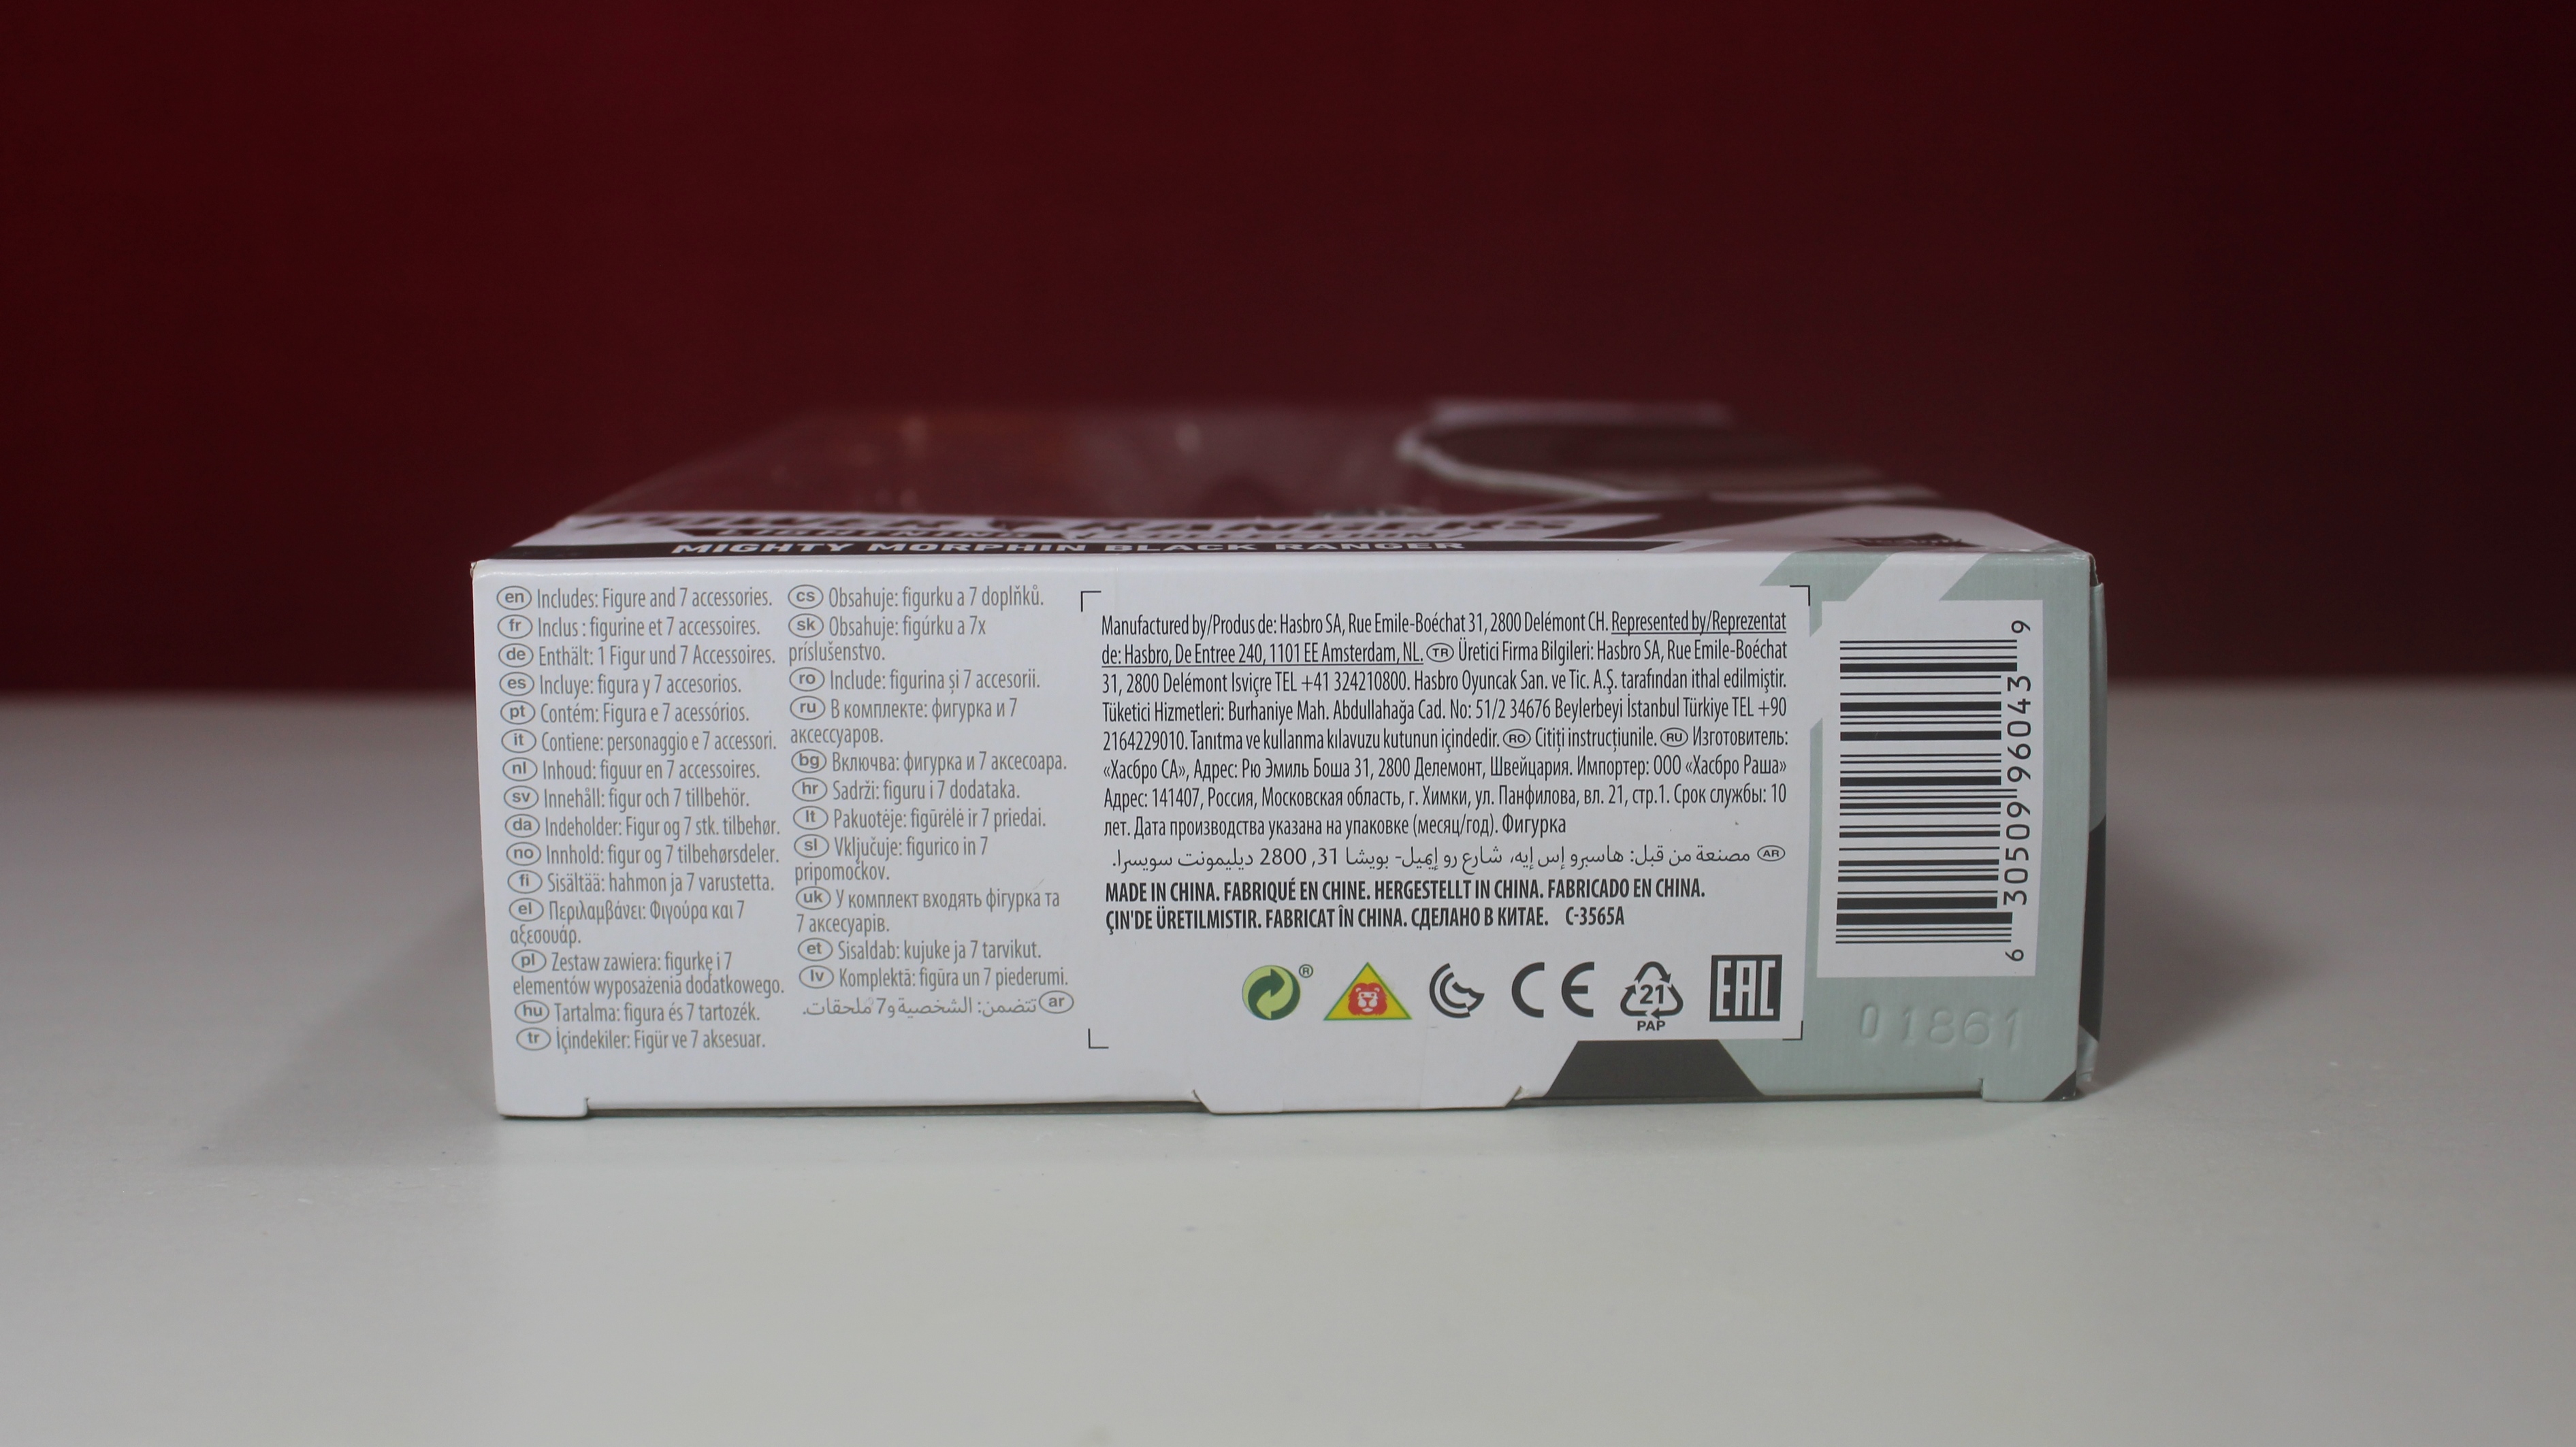 POWER RANGERS
LIGHTNING COLLECTION
MIGHTY MORPHIN BLACK RANGER
en Includes: Figure and 7 accessories.
fr Inclus : figurine et 7 accessoires.
de Enthält: 1 Figur und 7 Accessoires.
es Incluye: figura y 7 accesorios.
pt Contém: Figura e 7 acessórios.
it Contiene: personaggio e 7 accessori.
nl Inhoud: figuur en 7 accessoires.
sv Innehåll: figur och 7 tillbehör.
da Indeholder: Figur og 7 stk. tilbehør.
no Innhold: figur og 7 tilbehørsdeler.
fi Sisältää: hahmon ja 7 varustetta.
el Περιλαμβάνει: Φιγούρα και 7
αξεσουάρ.
pl Zestaw zawiera: figurkę i 7
elementów wyposażenia dodatkowego.
hu Tartalma: figura és 7 tartozék.
tr İçindekiler: Figür ve 7 aksesuar.
cs Obsahuje: figurku a 7 doplňků.
sk Obsahuje: figúrku a 7x
príslušenstvo.
ro Include: figurina și 7 accesorii.
ru В комплекте: фигурка и 7
аксессуаров.
bg Включва: фигурка и 7 аксесоара.
hr Sadrži: figuru i 7 dodataka.
lt Pakuotėje: figūrėlė ir 7 priedai.
sl Vključuje: figurico in 7
pripomočkov.
uk У комплект входять фігурка та
7 аксесуарів.
et Sisaldab: kujuke ja 7 tarvikut.
lv Komplektā: figūra un 7 piederumi.
ar تتضمن: الشخصية و7 ملحقات.
Manufactured by/Produs de: Hasbro SA, Rue Emile-Boéchat 31, 2800 Delémont CH. Represented by/Reprezentat
de: Hasbro, De Entree 240, 1101 EE Amsterdam, NL. TR Üretici Firma Bilgileri: Hasbro SA, Rue Emile-Boéchat
31, 2800 Delémont Isviçre TEL +41 324210800. Hasbro Oyuncak San. ve Tic. A.Ş. tarafından ithal edilmiştir.
Tüketici Hizmetleri: Burhaniye Mah. Abdullahağa Cad. No: 51/2 34676 Beylerbeyi İstanbul Türkiye TEL +90
2164229010. Tanıtma ve kullanma kılavuzu kutunun içindedir. RO Citiți instrucțiunile. RU Изготовитель:
«Хасбро СА», Адрес: Рю Эмиль Боша 31, 2800 Делемонт, Швейцария. Импортер: ООО «Хасбро Раша»
Адрес: 141407, Россия, Московская область, г. Химки, ул. Панфилова, вл. 21, стр.1. Срок службы: 10
лет. Дата производства указана на упаковке (месяц/год). Фигурка
AR مصنعة من قبل: هاسبرو إس إيه، شارع رو إيميل- بويشا 31, 2800 ديليمونت سويسرا.
MADE IN CHINA. FABRIQUÉ EN CHINE. HERGESTELLT IN CHINA. FABRICADO EN CHINA.
ÇIN'DE ÜRETILMISTIR. FABRICAT ÎN CHINA. СДЕЛАНО В КИТАЕ. C-3565A
® CE 21 EAC
PAP
6 30509 96043 9
01861